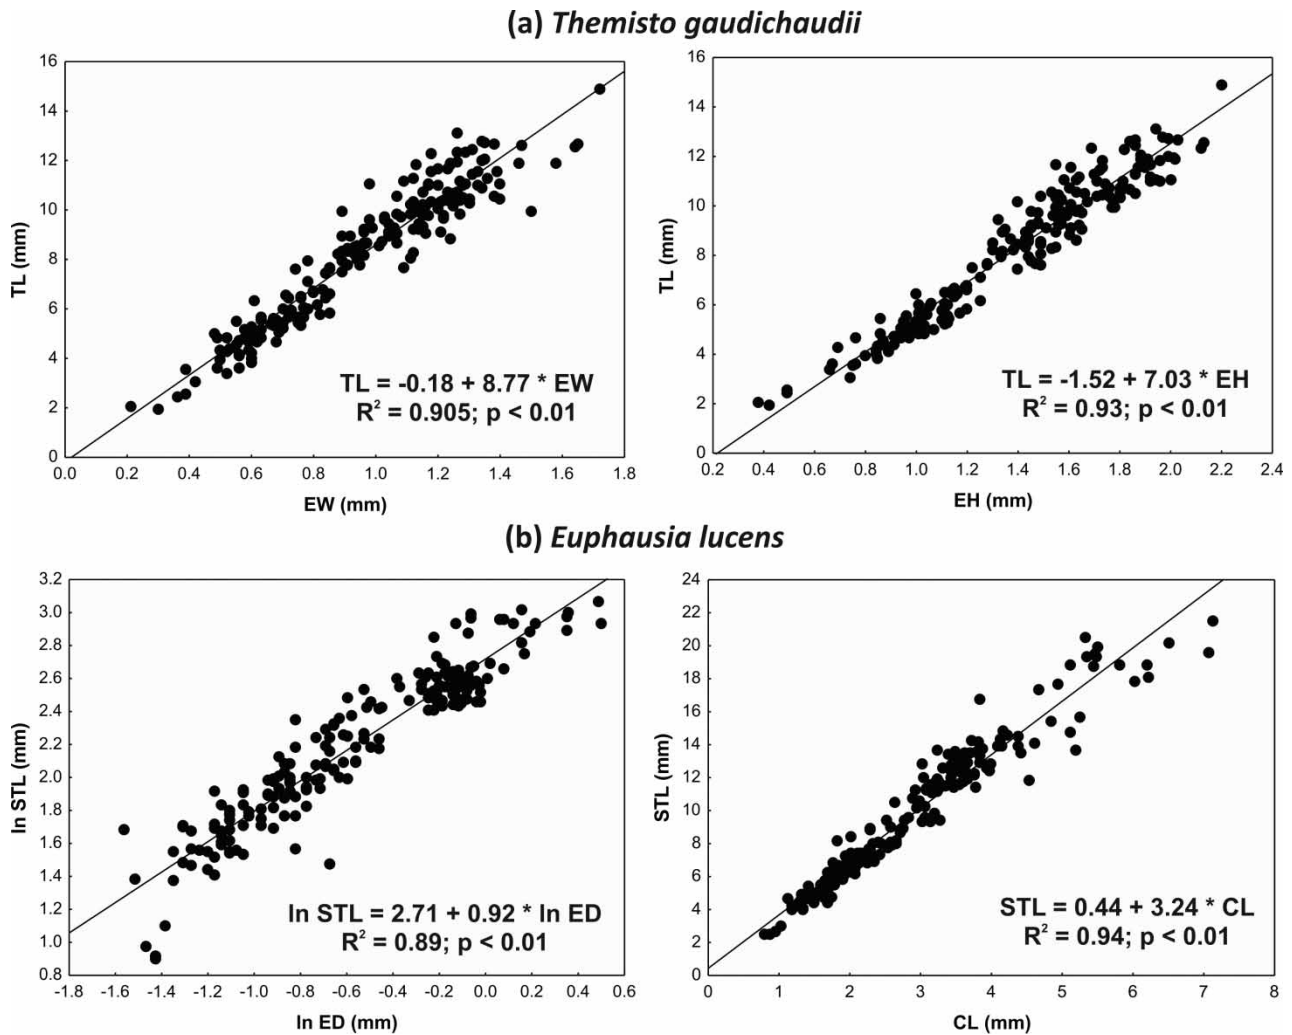 (a) Themisto gaudichaudii
16
14
12
10
8
6
4
2
0
TL (mm)
0.0 0.2 0.4 0.6 0.8 1.0 1.2 1.4 1.6 1.8
EW (mm)
TL = -0.18 + 8.77 * EW
R² = 0.905; p < 0.01
16
14
12
10
8
6
4
2
0
TL (mm)
0.2 0.4 0.6 0.8 1.0 1.2 1.4 1.6 1.8 2.0 2.2 2.4
EH (mm)
TL = -1.52 + 7.03 * EH
R² = 0.93; p < 0.01
(b) Euphausia lucens
3.2
3.0
2.8
2.6
2.4
2.2
2.0
1.8
1.6
1.4
1.2
1.0
0.8
ln STL (mm)
-1.8 -1.6 -1.4 -1.2 -1.0 -0.8 -0.6 -0.4 -0.2 0.0 0.2 0.4 0.6
ln ED (mm)
ln STL = 2.71 + 0.92 * ln ED
R² = 0.89; p < 0.01
24
22
20
18
16
14
12
10
8
6
4
2
0
STL (mm)
0 1 2 3 4 5 6 7 8
CL (mm)
STL = 0.44 + 3.24 * CL
R² = 0.94; p < 0.01